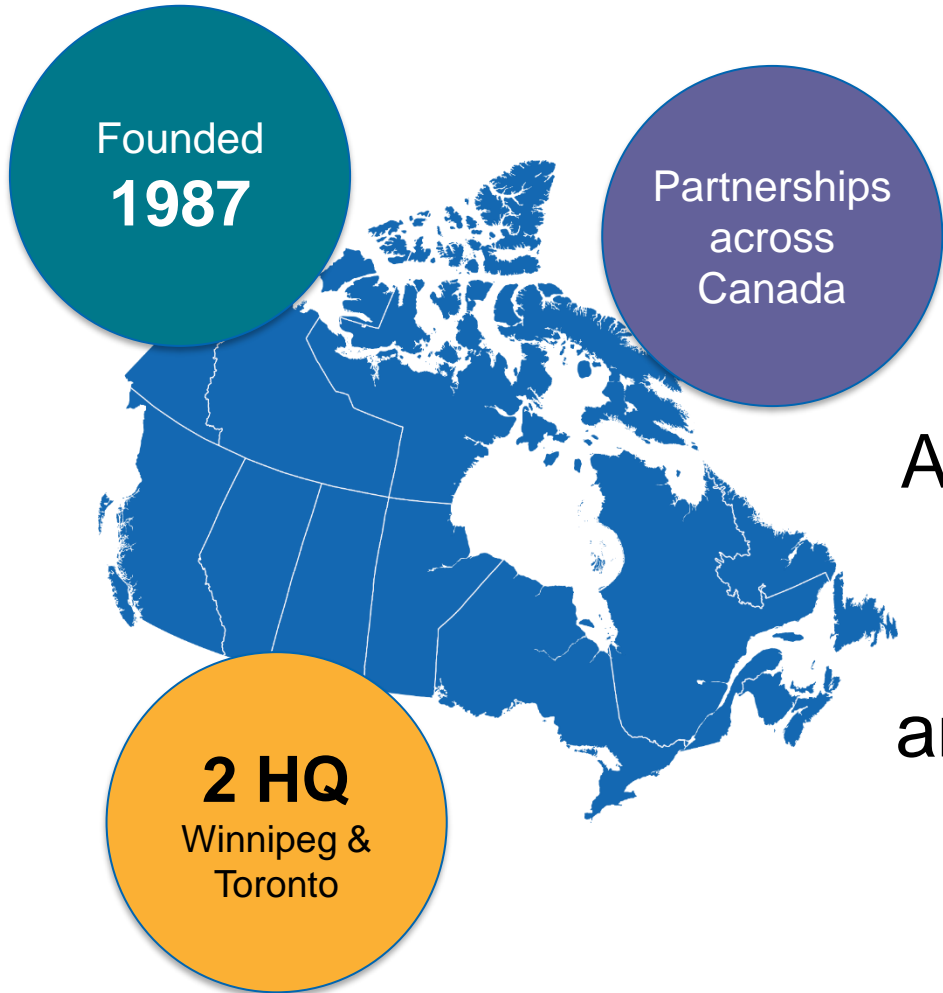 Founded
1987
Partnerships
across
Canada
A
2 HQ
Winnipeg &
Toronto